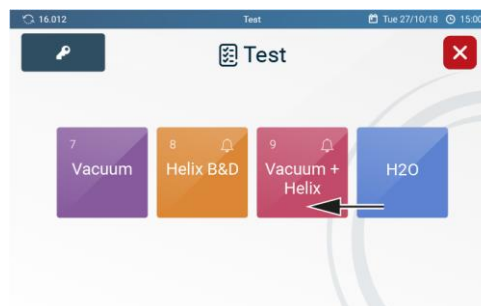 16.012 Test Tue 27/10/18 15:00
Test
7
Vacuum
8
Helix B&D
9
Vacuum +
Helix
H2O